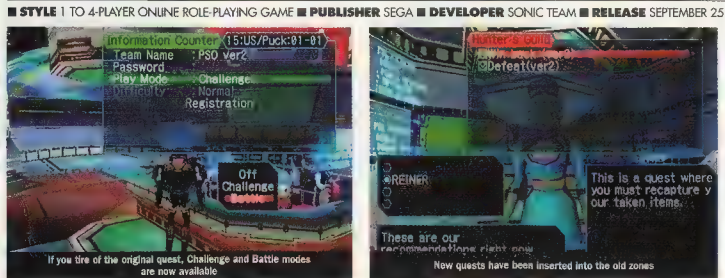 ■ STYLE 1 TO 4-PLAYER ONLINE ROLE-PLAYING GAME ■ PUBLISHER SEGA ■ DEVELOPER SONIC TEAM ■ RELEASE SEPTEMBER 25
Information Counter 15:US/Puck:01-01
Team Name : PSO ver2
Password
Play Mode : Challenge
Difficulty : Normal
Registration
Off
Challenge
Battle
If you tire of the original quest, Challenge and Battle modes
are now available
Hunter's Guild
Defeat(ver2)
REINER
This is a quest where
you must recapture y
our taken items.
These are our
recommendations right now
New quests have been inserted into the old zones